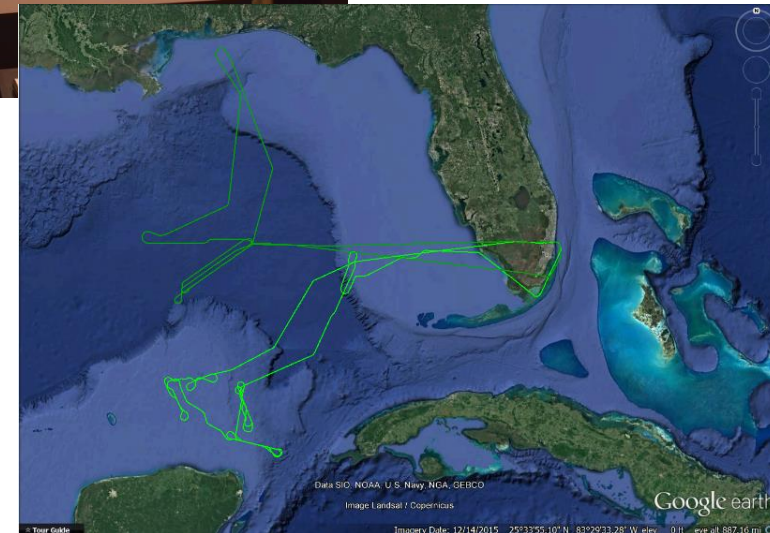 N
Data SIO, NOAA, U.S. Navy, NGA, GEBCO
Image Landsat / Copernicus
Google earth
Tour Guide
Imagery Date: 12/14/2015 25°33'55.10" N 83°29'33.28" W elev 0 ft eye alt 887.16 mi